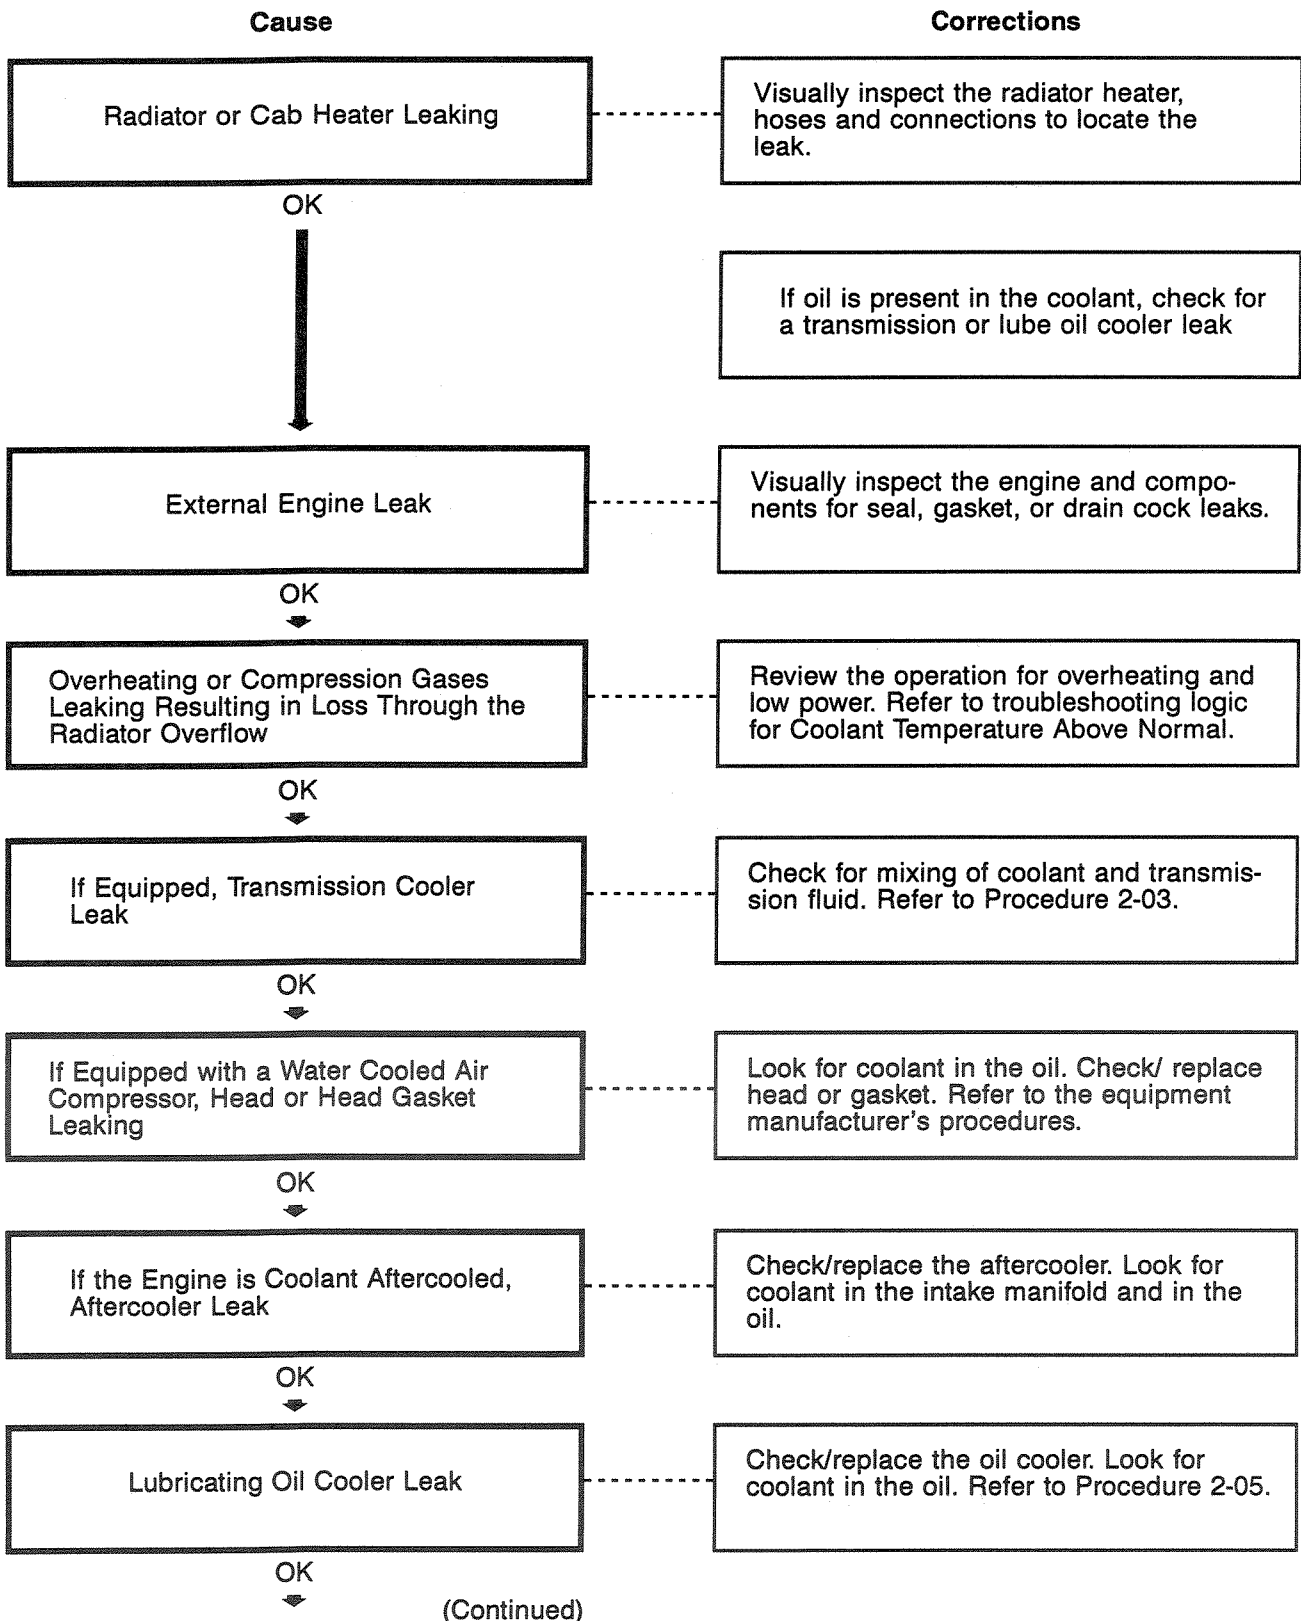 Cause
Corrections
Radiator or Cab Heater Leaking
Visually inspect the radiator heater,
hoses and connections to locate the
leak.
OK
If oil is present in the coolant, check for
a transmission or lube oil cooler leak
External Engine Leak
Visually inspect the engine and compo-
nents for seal, gasket, or drain cock leaks.
OK
Overheating or Compression Gases
Leaking Resulting in Loss Through the
Radiator Overflow
Review the operation for overheating and
low power. Refer to troubleshooting logic
for Coolant Temperature Above Normal.
OK
If Equipped, Transmission Cooler
Leak
Check for mixing of coolant and transmis-
sion fluid. Refer to Procedure 2-03.
OK
If Equipped with a Water Cooled Air
Compressor, Head or Head Gasket
Leaking
Look for coolant in the oil. Check/ replace
head or gasket. Refer to the equipment
manufacturer's procedures.
OK
If the Engine is Coolant Aftercooled,
Aftercooler Leak
Check/replace the aftercooler. Look for
coolant in the intake manifold and in the
oil.
OK
Lubricating Oil Cooler Leak
Check/replace the oil cooler. Look for
coolant in the oil. Refer to Procedure 2-05.
OK
(Continued)